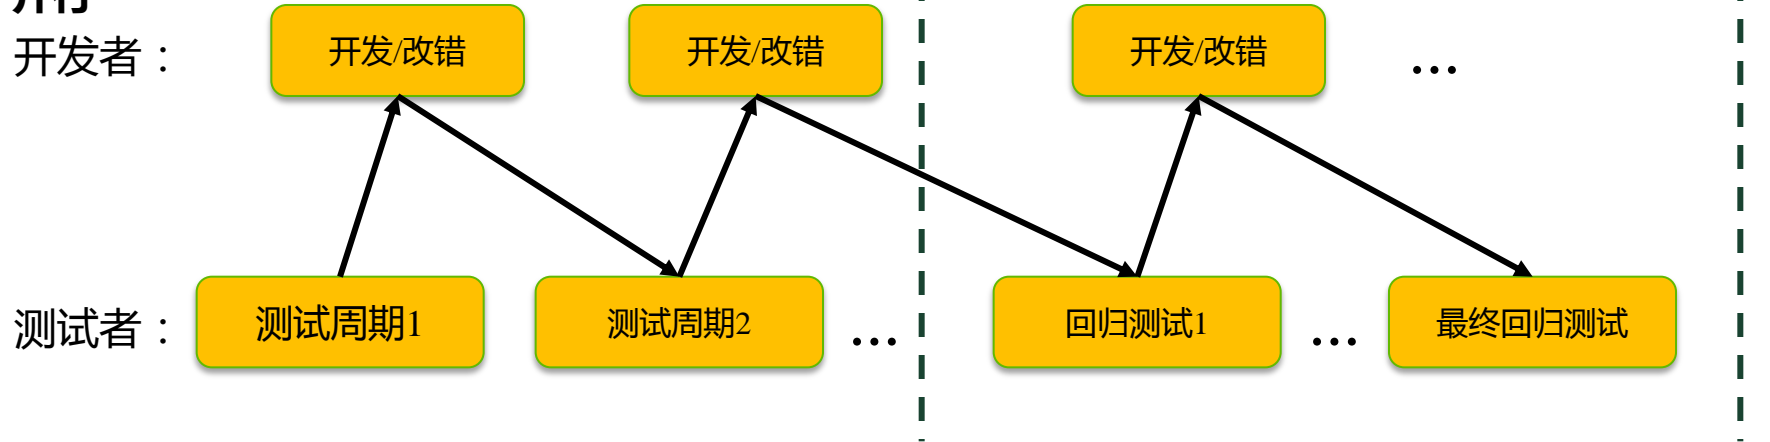 开发者： 开发/改错 开发/改错 开发/改错 …
测试者： 测试周期1 测试周期2 … 回归测试1 … 最终回归测试